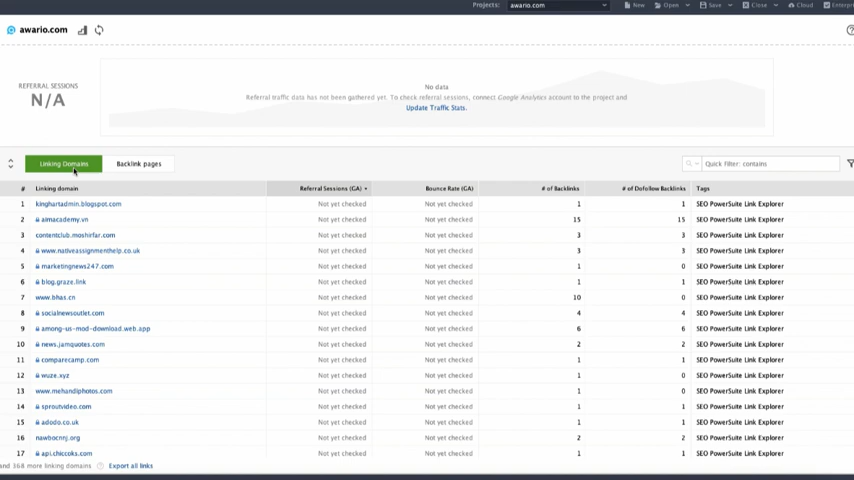 Projects: awario.com New Open Save Close Cloud
awario.com
REFERRAL SESSIONS
N/A
No data
Referral traffic data has not been gathered yet. To check referral sessions, connect Google Analytics account to the project and
Update Traffic Stats.
Linking Domains Backlink pages Quick Filter: contains
# Linking domain Referral Sessions (GA) Bounce Rate (GA) # of Backlinks # of Dofollow Backlinks Tags
1 kinghartadmin.blogspot.com Not yet checked Not yet checked 1 1 SEO PowerSuite Link Explorer
2 aimacademy.vn Not yet checked Not yet checked 15 15 SEO PowerSuite Link Explorer
3 contentclub.moshirfar.com Not yet checked Not yet checked 3 3 SEO PowerSuite Link Explorer
4 www.nativeassignmenthelp.co.uk Not yet checked Not yet checked 3 3 SEO PowerSuite Link Explorer
5 marketingnews247.com Not yet checked Not yet checked 1 0 SEO PowerSuite Link Explorer
6 blog.graze.link Not yet checked Not yet checked 1 1 SEO PowerSuite Link Explorer
7 www.bhas.cn Not yet checked Not yet checked 10 0 SEO PowerSuite Link Explorer
8 socialnewsoutlet.com Not yet checked Not yet checked 4 4 SEO PowerSuite Link Explorer
9 among-us-mod-download.web.app Not yet checked Not yet checked 6 6 SEO PowerSuite Link Explorer
10 news.jamquotes.com Not yet checked Not yet checked 2 2 SEO PowerSuite Link Explorer
11 comparecamp.com Not yet checked Not yet checked 1 1 SEO PowerSuite Link Explorer
12 wuze.xyz Not yet checked Not yet checked 1 0 SEO PowerSuite Link Explorer
13 www.mehandiphotos.com Not yet checked Not yet checked 1 0 SEO PowerSuite Link Explorer
14 sproutvideo.com Not yet checked Not yet checked 1 1 SEO PowerSuite Link Explorer
15 adodo.co.uk Not yet checked Not yet checked 1 1 SEO PowerSuite Link Explorer
16 nawbocnnj.org Not yet checked Not yet checked 2 2 SEO PowerSuite Link Explorer
17 api.chiccoks.com Not yet checked Not yet checked 1 1 SEO PowerSuite Link Explorer
and 368 more linking domains Export all links